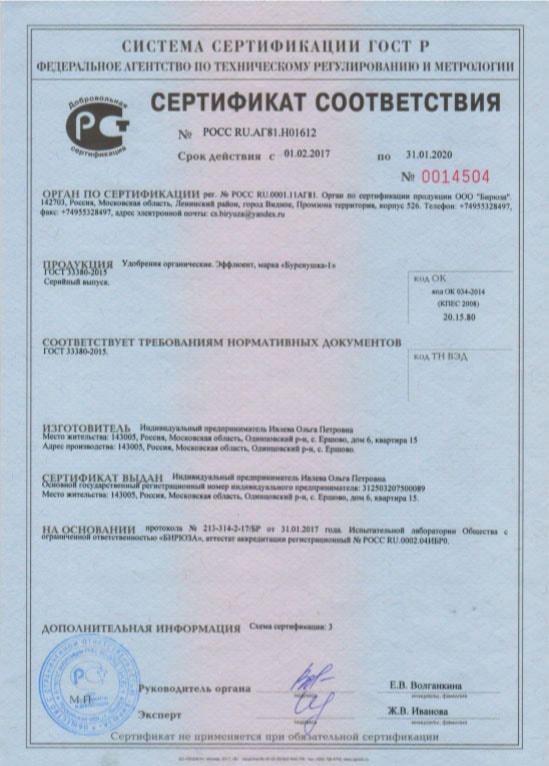 СИСТЕМА СЕРТИФИКАЦИИ ГОСТ Р
ФЕДЕРАЛЬНОЕ АГЕНТСТВО ПО ТЕХНИЧЕСКОМУ РЕГУЛИРОВАНИЮ И МЕТРОЛОГИИ
Добровольная
сертификация
СЕРТИФИКАТ СООТВЕТСТВИЯ
№ РОСС RU.АГ81.Н01612
Срок действия с 01.02.2017 по 31.01.2020
№ 0014504
ОРГАН ПО СЕРТИФИКАЦИИ рег. № РОСС RU.0001.11АГ81. Орган по сертификации продукции ООО "Бирюза".
142703, Россия, Московская область, Ленинский район, город Видное, Промзона территория, корпус 526. Телефон: +74955328497,
факс: +74955328497, адрес электронной почты: cs.biryuza@yandex.ru
ПРОДУКЦИЯ Удобрения органические. Эффлюент, марка «Буренушка-1»
ГОСТ 33380-2015
Серийный выпуск.
код ОК
код ОК 034-2014
(КПЕС 2008)
20.15.80
СООТВЕТСТВУЕТ ТРЕБОВАНИЯМ НОРМАТИВНЫХ ДОКУМЕНТОВ
ГОСТ 33380-2015.
код ТН ВЭД
ИЗГОТОВИТЕЛЬ Индивидуальный предприниматель Ивлева Ольга Петровна
Место жительства: 143005, Россия, Московская область, Одинцовский р-н, с. Ершово, дом 6, квартира 15
Адрес производства: 143005, Россия, Московская область, Одинцовский р-н, с. Ершово.
СЕРТИФИКАТ ВЫДАН Индивидуальный предприниматель Ивлева Ольга Петровна
Основной государственный регистрационный номер индивидуального предпринимателя: 312503207500089
Место жительства: 143005, Россия, Московская область, Одинцовский р-н, с. Ершово, дом 6, квартира 15.
НА ОСНОВАНИИ протокола № 213-314-2-17/БР от 31.01.2017 года. Испытательной лаборатории Общества с
ограниченной ответственностью «БИРЮЗА», аттестат аккредитации регистрационный № РОСС RU.0002.04ИБР0.
ДОПОЛНИТЕЛЬНАЯ ИНФОРМАЦИЯ Схема сертификации: 3
М.П.
Руководитель органа
подпись
Е.В. Волганкина
инициалы, фамилия
Эксперт
подпись
Ж.В. Иванова
инициалы, фамилия
Сертификат не применяется при обязательной сертификации